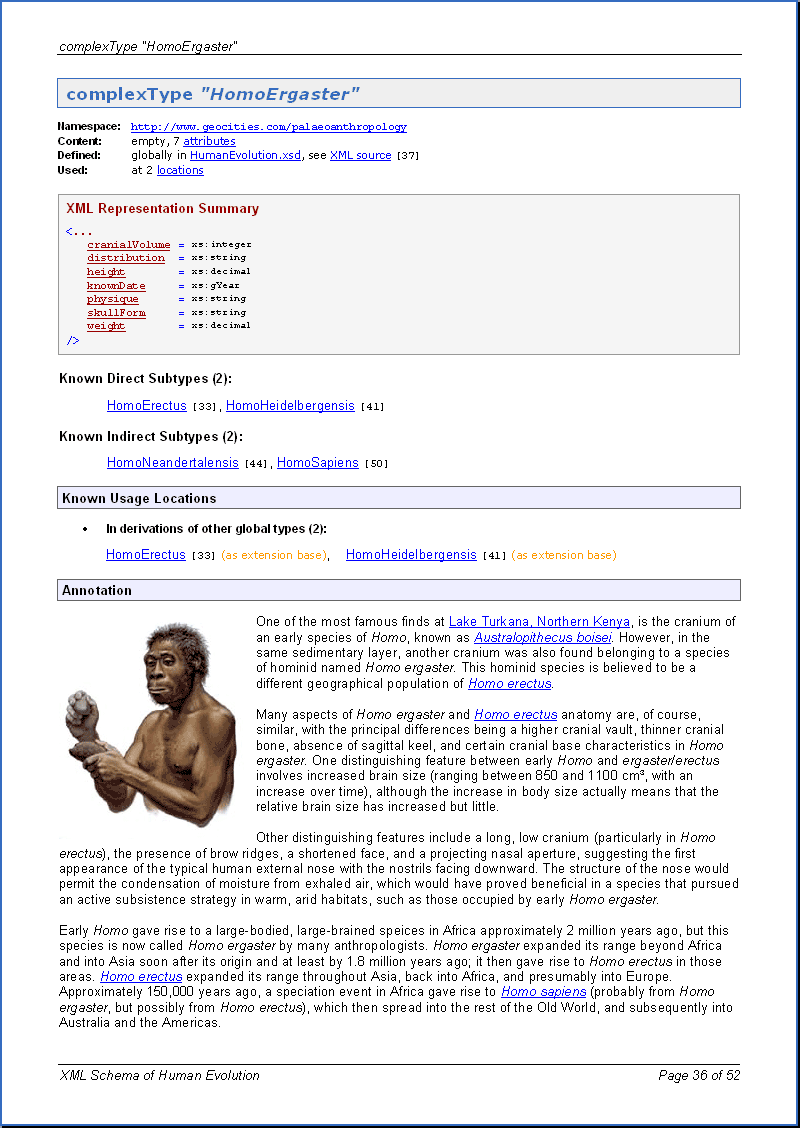 complexType "HomoErgaster"
complexType "HomoErgaster"
Namespace: http://www.geocities.com/palaeoanthropology
Content: empty, 7 attributes
Defined: globally in HumanEvolution.xsd, see XML source [37]
Used: at 2 locations
XML Representation Summary
<...
cranialVolume = xs:integer
distribution = xs:string
height = xs:decimal
knownDate = xs:gYear
physique = xs:string
skullForm = xs:string
weight = xs:decimal
/>
Known Direct Subtypes (2):
HomoErectus [33], HomoHeidelbergensis [41]
Known Indirect Subtypes (2):
HomoNeandertalensis [44], HomoSapiens [50]
Known Usage Locations
• In derivations of other global types (2):
HomoErectus [33] (as extension base), HomoHeidelbergensis [41] (as extension base)
Annotation
One of the most famous finds at Lake Turkana, Northern Kenya, is the cranium of
an early species of Homo, known as Australopithecus boisei. However, in the
same sedimentary layer, another cranium was also found belonging to a species
of hominid named Homo ergaster. This hominid species is believed to be a
different geographical population of Homo erectus.
Many aspects of Homo ergaster and Homo erectus anatomy are, of course,
similar, with the principal differences being a higher cranial vault, thinner cranial
bone, absence of sagittal keel, and certain cranial base characteristics in Homo
ergaster. One distinguishing feature between early Homo and ergaster/erectus
involves increased brain size (ranging between 850 and 1100 cm³, with an
increase over time), although the increase in body size actually means that the
relative brain size has increased but little.
Other distinguishing features include a long, low cranium (particularly in Homo
erectus), the presence of brow ridges, a shortened face, and a projecting nasal aperture, suggesting the first
appearance of the typical human external nose with the nostrils facing downward. The structure of the nose would
permit the condensation of moisture from exhaled air, which would have proved beneficial in a species that pursued
an active subsistence strategy in warm, arid habitats, such as those occupied by early Homo ergaster.
Early Homo gave rise to a large-bodied, large-brained speices in Africa approximately 2 million years ago, but this
species is now called Homo ergaster by many anthropologists. Homo ergaster expanded its range beyond Africa
and into Asia soon after its origin and at least by 1.8 million years ago; it then gave rise to Homo erectus in those
areas. Homo erectus expanded its range throughout Asia, back into Africa, and presumably into Europe.
Approximately 150,000 years ago, a speciation event in Africa gave rise to Homo sapiens (probably from Homo
ergaster, but possibly from Homo erectus), which then spread into the rest of the Old World, and subsequently into
Australia and the Americas.
XML Schema of Human Evolution Page 36 of 52